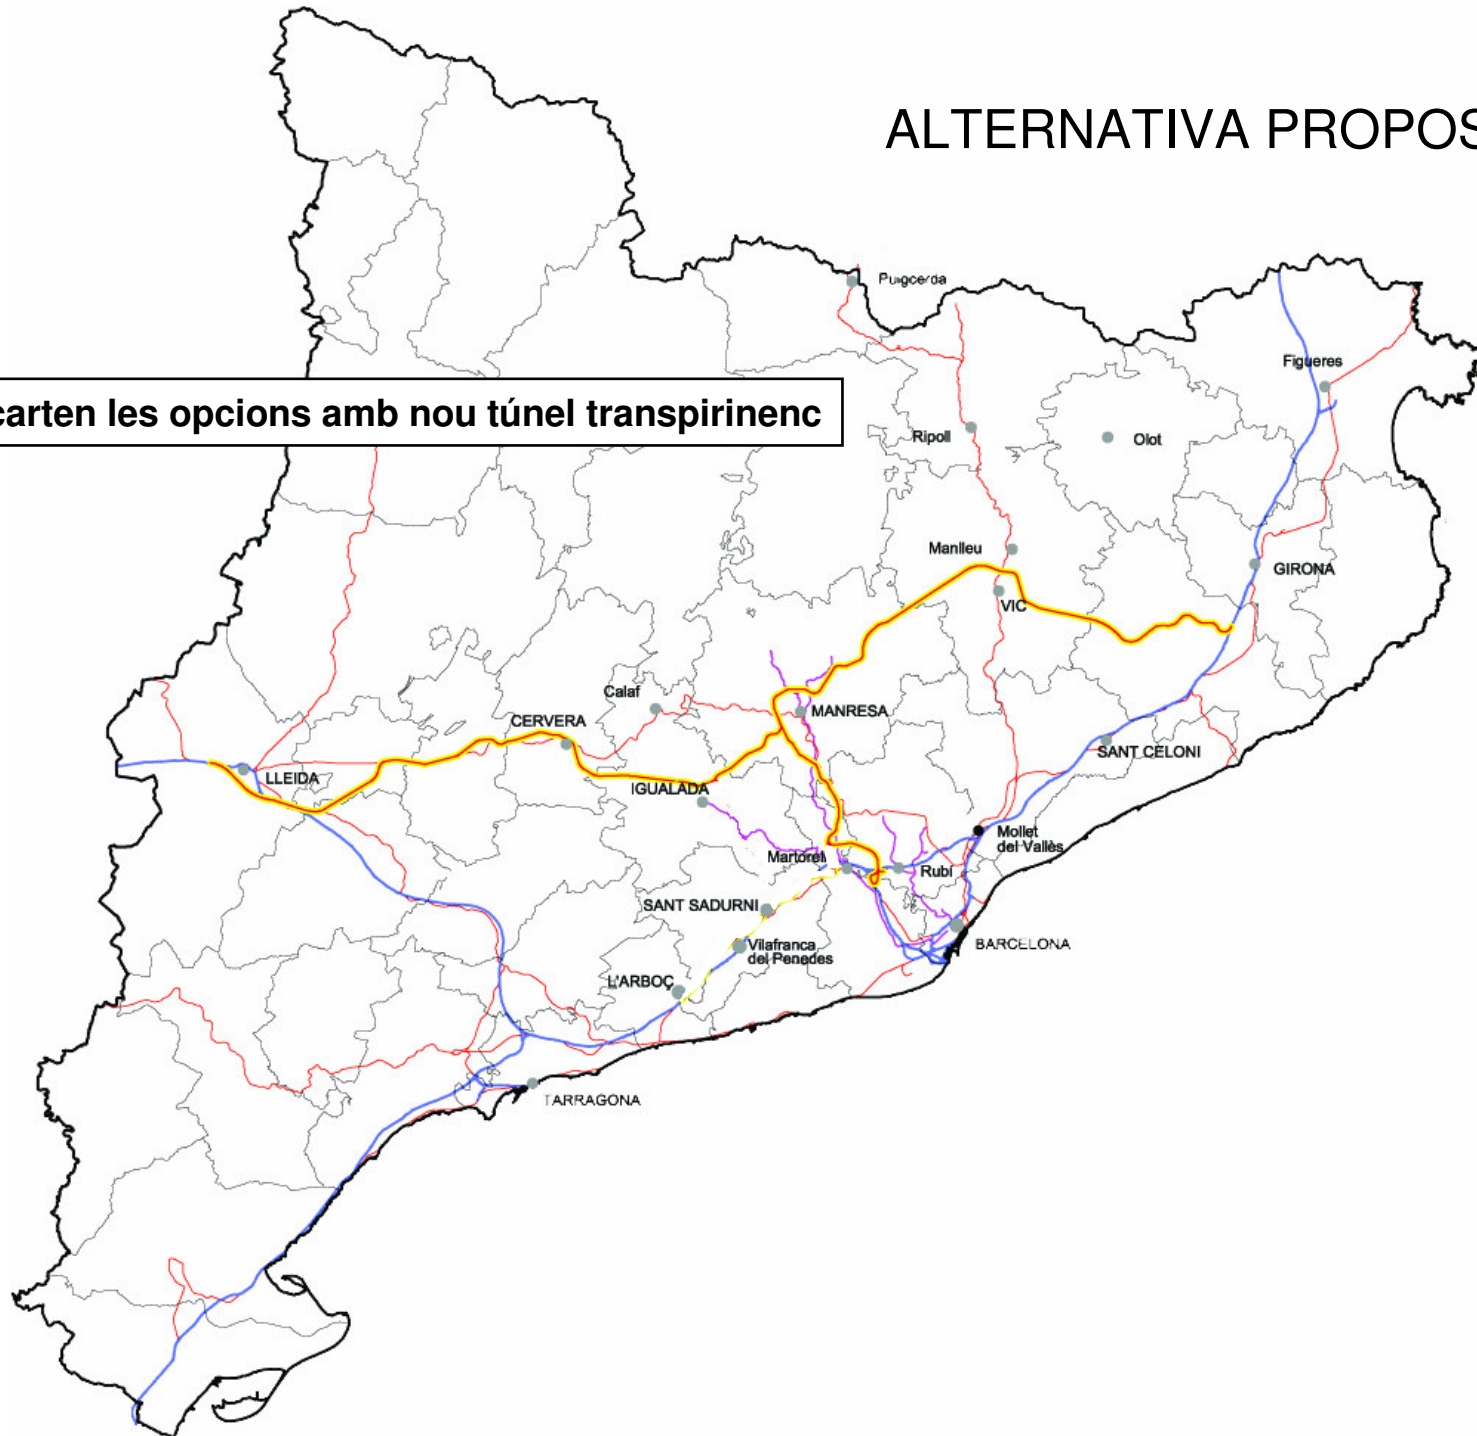 ALTERNATIVA PROPOS
Puigcerda
Figueres
carten les opcions amb nou túnel transpirinenc
Ripoll
Olot
Manlleu
GIRONA
VIC
Calaf
MANRESA
CERVERA
SANT CELONI
LLEIDA
IGUALADA
Mollet
del Vallès
Martorell
Rubí
SANT SADURNI
BARCELONA
Vilafranca
del Penedes
L'ARBOÇ
TARRAGONA